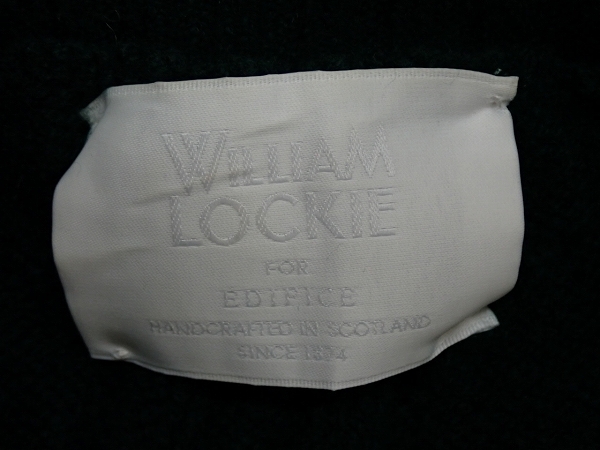 WILLIAM
LOCKIE
FOR
EDIFICE
HANDCRAFTED IN SCOTLAND
SINCE 1874